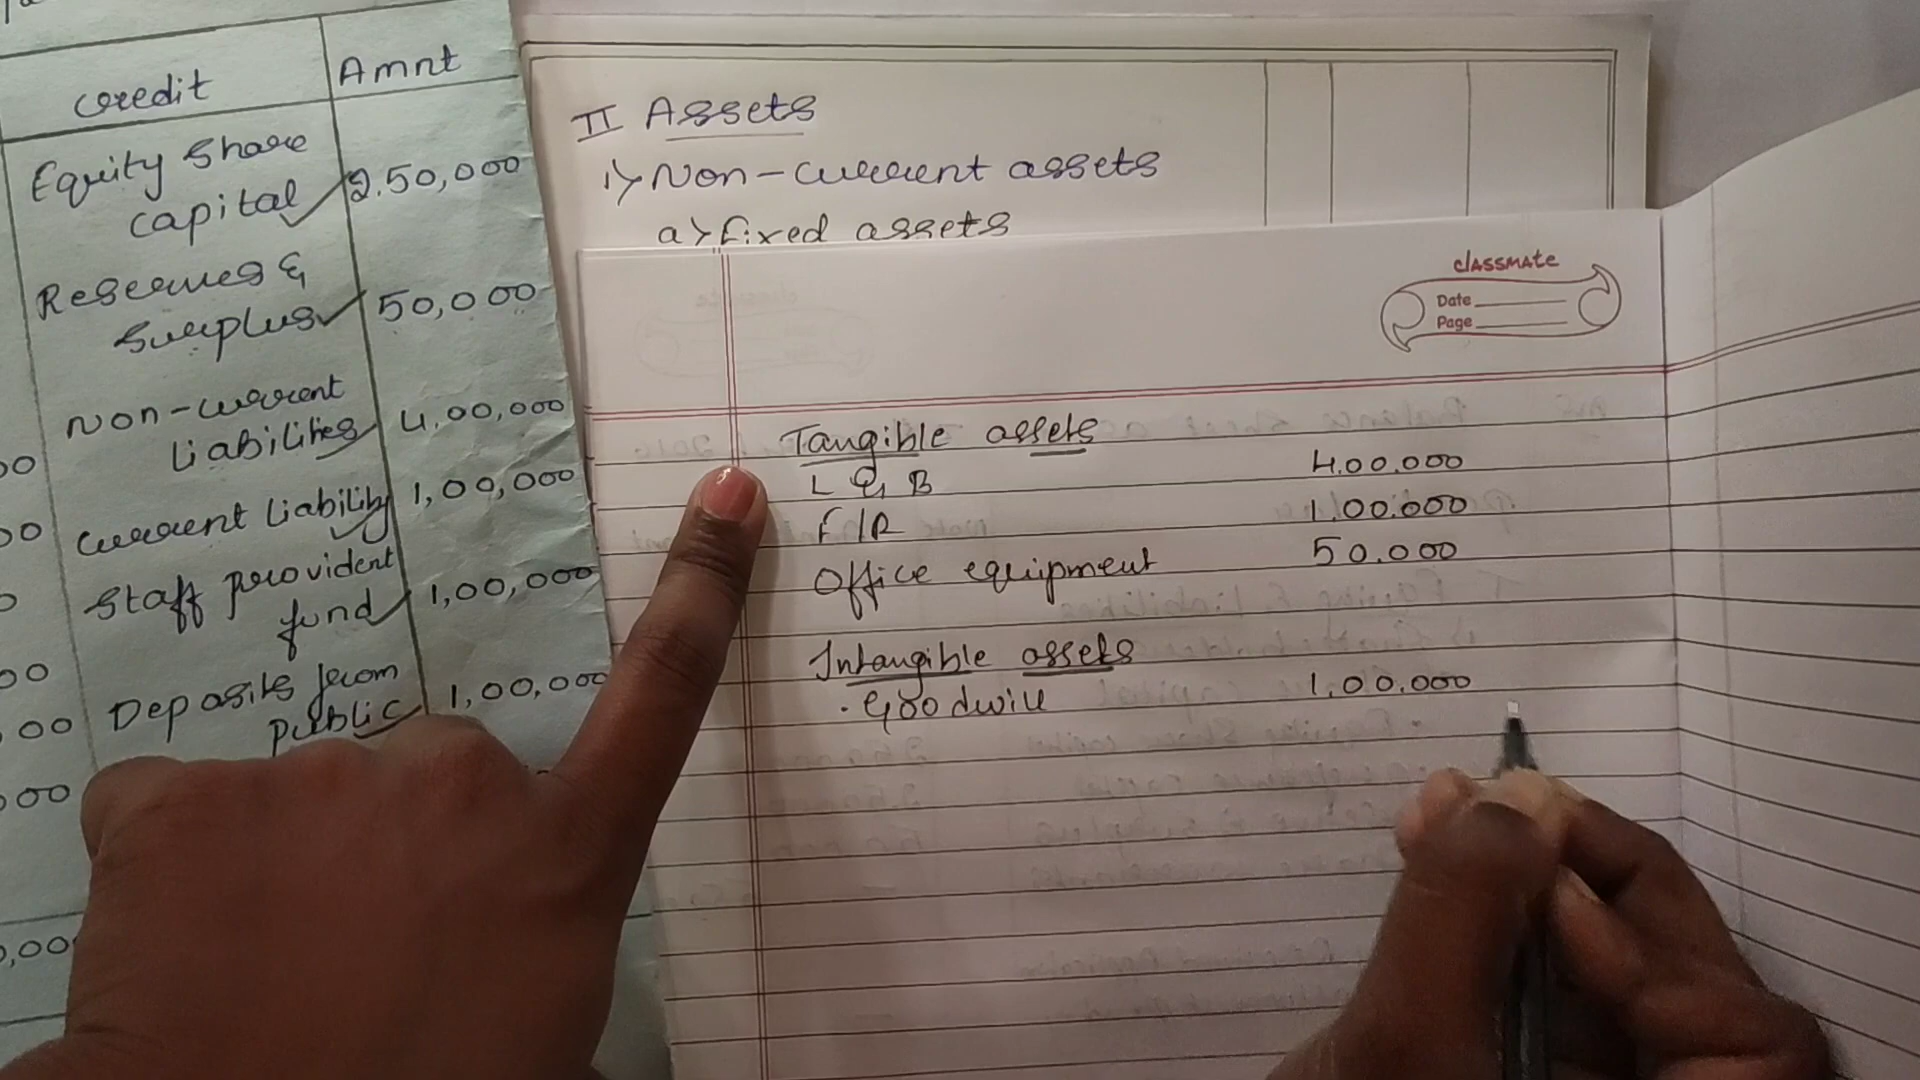 Credit
Amnt
Equity Share
Capital
2.50,000
Reserves &
Surplus
50,000
Non-current
Liabilities
4,00,000
Current Liability
1,00,000
Staff provident
fund
1,00,000
Deposits from
Public
1,00,000
II Assets
1) Non-current assets
a) fixed assets
classmate
Date
Page
Tangible assets
L & B 4.00.000
F/R 1.00.000
Office equipment 50.000
Intangible assets
. Goodwill 1.00.000